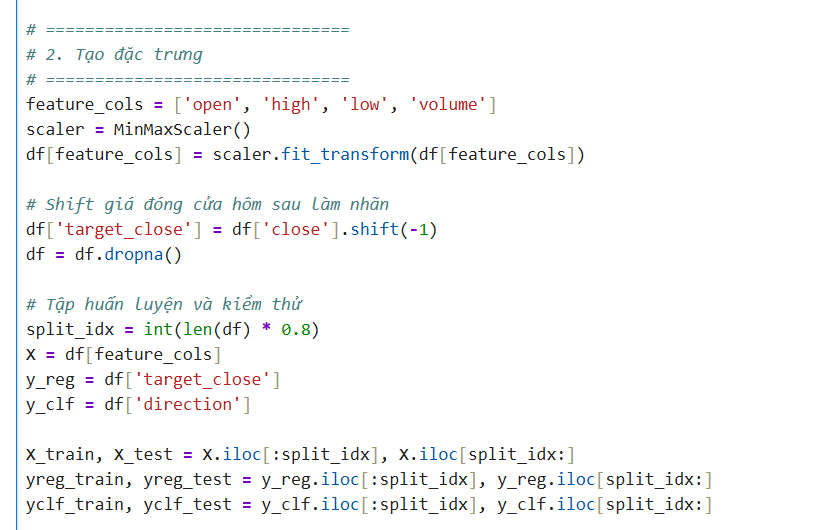 # ===============================
# 2. Tạo đặc trưng
# ===============================
feature_cols = ['open', 'high', 'low', 'volume']
scaler = MinMaxScaler()
df[feature_cols] = scaler.fit_transform(df[feature_cols])
# Shift giá đóng cửa hôm sau làm nhãn
df['target_close'] = df['close'].shift(-1)
df = df.dropna()
# Tập huấn luyện và kiểm thử
split_idx = int(len(df) * 0.8)
X = df[feature_cols]
y_reg = df['target_close']
y_clf = df['direction']
X_train, X_test = X.iloc[:split_idx], X.iloc[split_idx:]
yreg_train, yreg_test = y_reg.iloc[:split_idx], y_reg.iloc[split_idx:]
yclf_train, yclf_test = y_clf.iloc[:split_idx], y_clf.iloc[split_idx:]